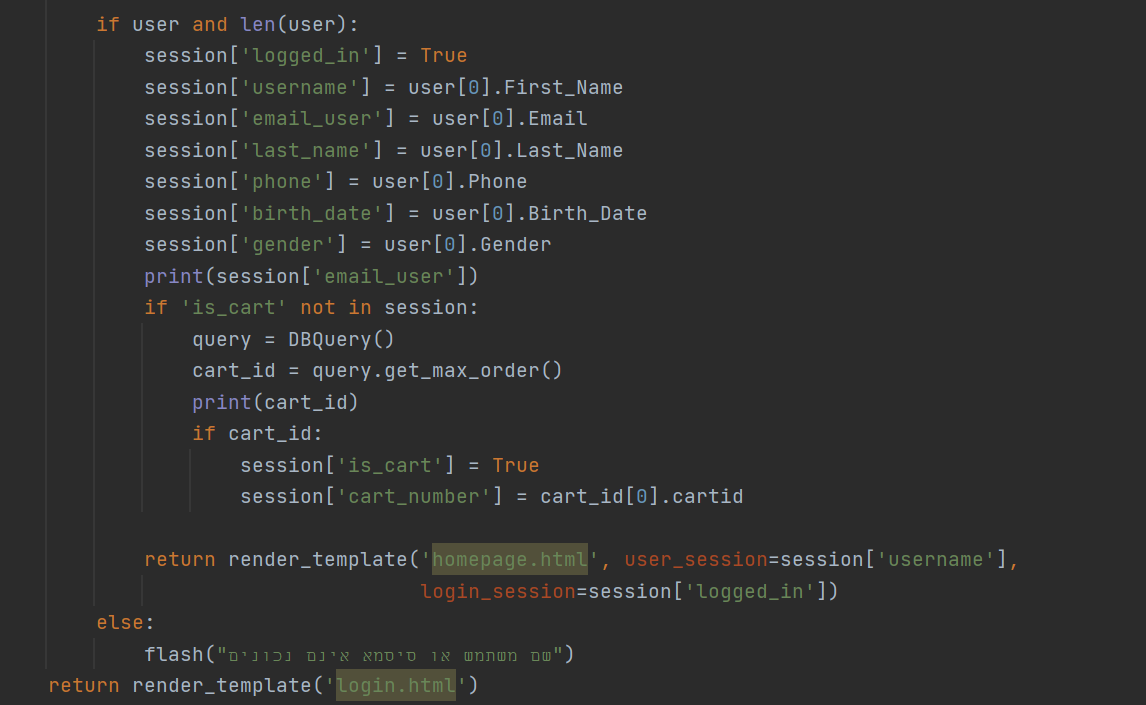 if user and len(user):
session['logged_in'] = True
session['username'] = user[0].First_Name
session['email_user'] = user[0].Email
session['last_name'] = user[0].Last_Name
session['phone'] = user[0].Phone
session['birth_date'] = user[0].Birth_Date
session['gender'] = user[0].Gender
print(session['email_user'])
if 'is_cart' not in session:
query = DBQuery()
cart_id = query.get_max_order()
print(cart_id)
if cart_id:
session['is_cart'] = True
session['cart_number'] = cart_id[0].cartid
return render_template('homepage.html', user_session=session['username'],
login_session=session['logged_in'])
else:
flash("שם משתמש או סיסמא אינם נכונים")
return render_template('login.html')